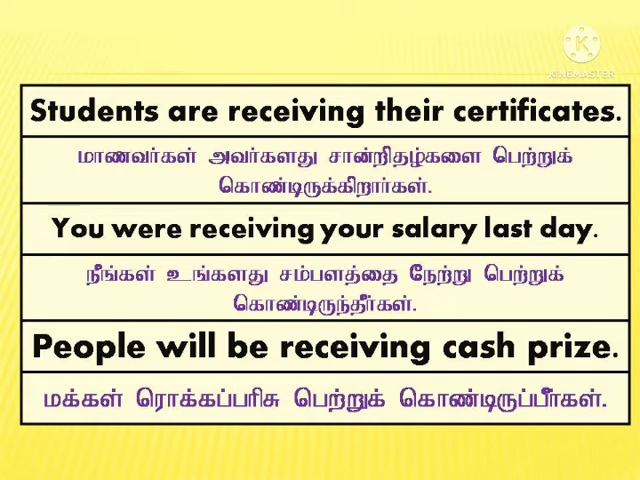 K
KINEMASTER
Students are receiving their certificates.
மாணவர்கள் அவர்களது சான்றிதழ்களை பெற்றுக்
கொண்டிருக்கிறார்கள்.
You were receiving your salary last day.
நீங்கள் உங்களது சம்பளத்தை நேற்று பெற்றுக்
கொண்டிருந்தீர்கள்.
People will be receiving cash prize.
மக்கள் ரொக்கப்பரிசு பெற்றுக் கொண்டிருப்பீர்கள்.